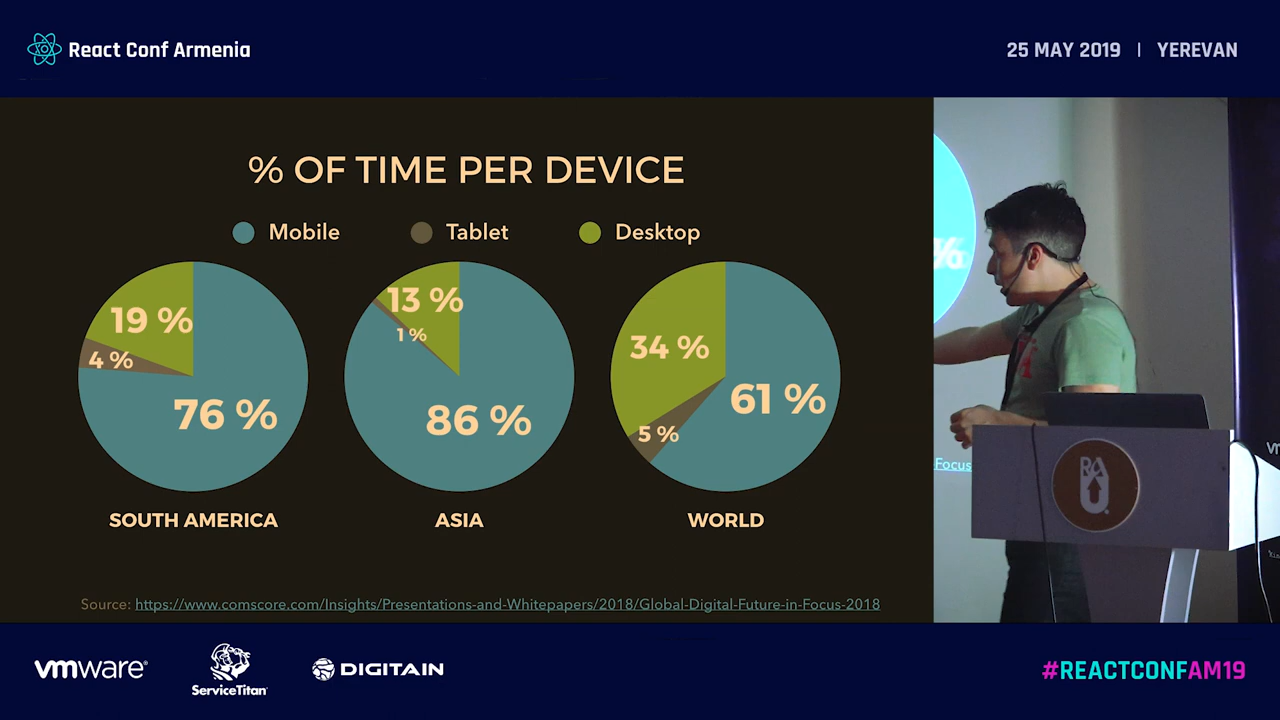 React Conf Armenia
25 MAY 2019 | YEREVAN
% OF TIME PER DEVICE
Mobile
Tablet
Desktop
19 %
4 %
76 %
13 %
1 %
86 %
34 %
5 %
61 %
SOUTH AMERICA
ASIA
WORLD
Source: https://www.comscore.com/Insights/Presentations-and-Whitepapers/2018/Global-Digital-Future-in-Focus-2018
%
Focus
vmware
ServiceTitan
DIGITAIN
#REACTCONFAM19